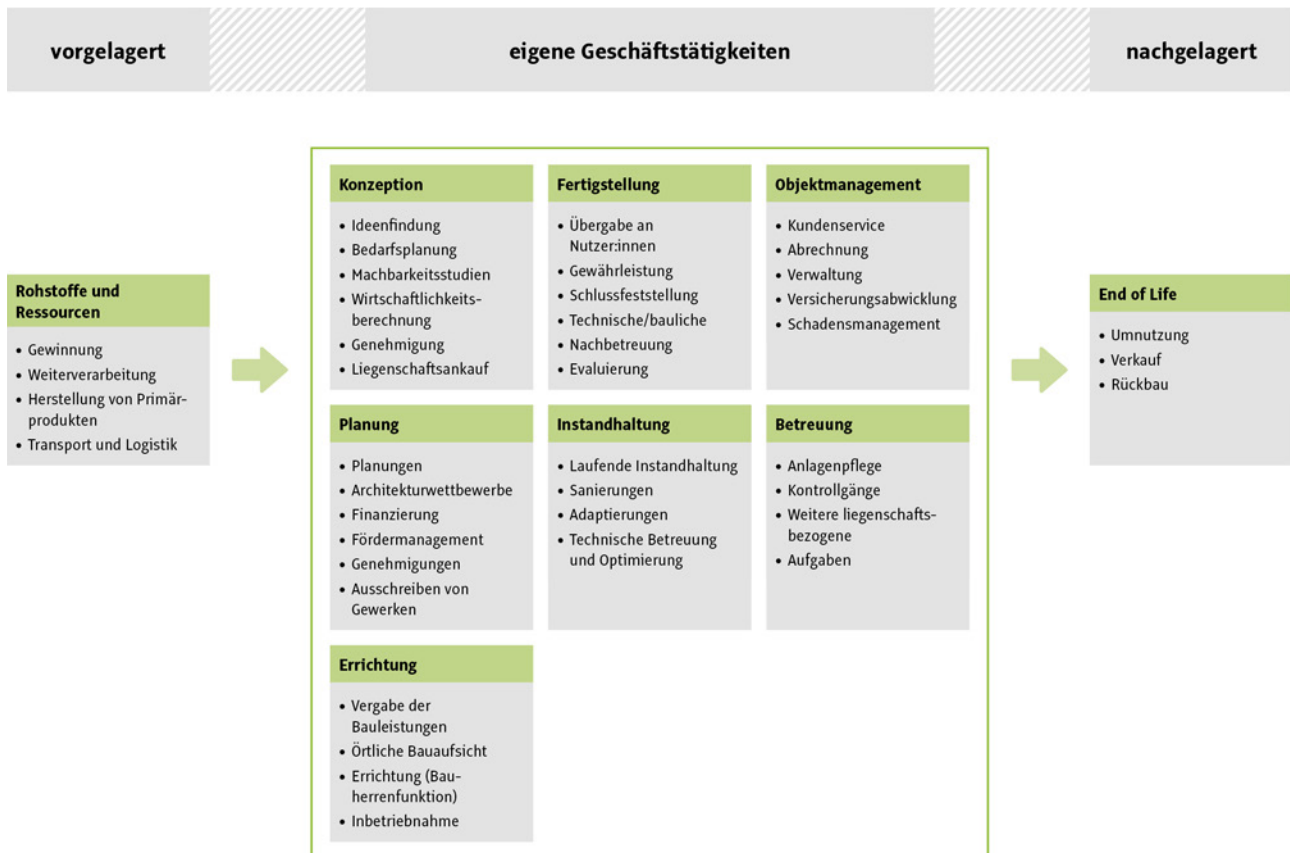 vorgelagert
eigene Geschäftstätigkeiten
nachgelagert
Rohstoffe und
Ressourcen
• Gewinnung
• Weiterverarbeitung
• Herstellung von Primär-
produkten
• Transport und Logistik
Konzeption
• Ideenfindung
• Bedarfsplanung
• Machbarkeitsstudien
• Wirtschaftlichkeits-
berechnung
• Genehmigung
• Liegenschaftsankauf
Fertigstellung
• Übergabe an
Nutzer:innen
• Gewährleistung
• Schlussfeststellung
• Technische/bauliche
• Nachbetreuung
• Evaluierung
Objektmanagement
• Kundenservice
• Abrechnung
• Verwaltung
• Versicherungsabwicklung
• Schadensmanagement
Planung
• Planungen
• Architekturwettbewerbe
• Finanzierung
• Fördermanagement
• Genehmigungen
• Ausschreiben von
Gewerken
Instandhaltung
• Laufende Instandhaltung
• Sanierungen
• Adaptierungen
• Technische Betreuung
und Optimierung
Betreuung
• Anlagenpflege
• Kontrollgänge
• Weitere liegenschafts-
bezogene
• Aufgaben
Errichtung
• Vergabe der
Bauleistungen
• Örtliche Bauaufsicht
• Errichtung (Bau-
herrenfunktion)
• Inbetriebnahme
End of Life
• Umnutzung
• Verkauf
• Rückbau